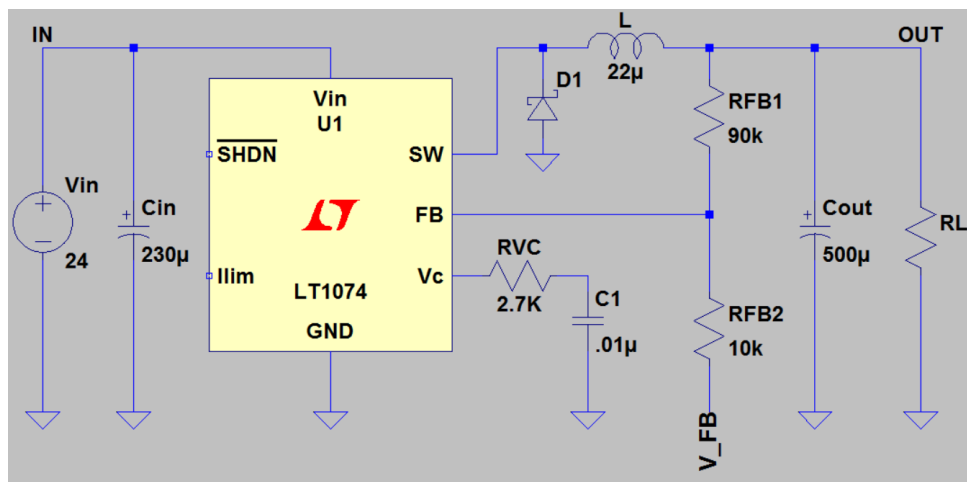 IN
L
OUT
22µ
D1
RFB1
90k
Vin
U1
SHDN
SW
Vin
24
Cin
230µ
FB
Cout
500µ
RL
RVC
2.7K
Ilim
Vc
LT1074
C1
.01µ
GND
RFB2
10k
V_FB